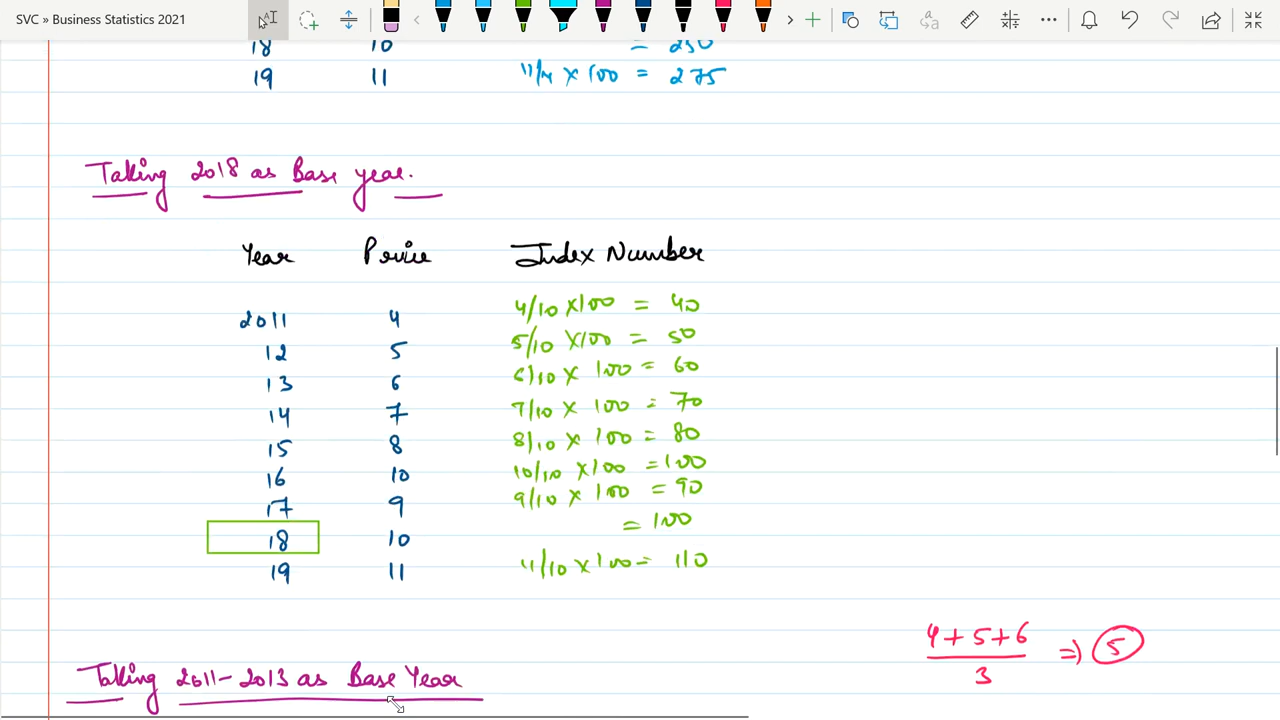 SVC » Business Statistics 2021
18 10 = 250
19 11 11/4 × 100 = 275
Taking 2018 as Base year.
Year Price Index Number
2011 4 4/10 ×100 = 40
12 5 5/10 ×100 = 50
13 6 6/10 × 100 = 60
14 7 7/10 × 100 = 70
15 8 8/10 × 100 = 80
16 10 10/10 ×100 =100
17 9 9/10 × 100 = 90
18 10 = 100
19 11 11/10 ×100= 110
4+5+6
3
=) 5
Taking 2011-2013 as Base Year